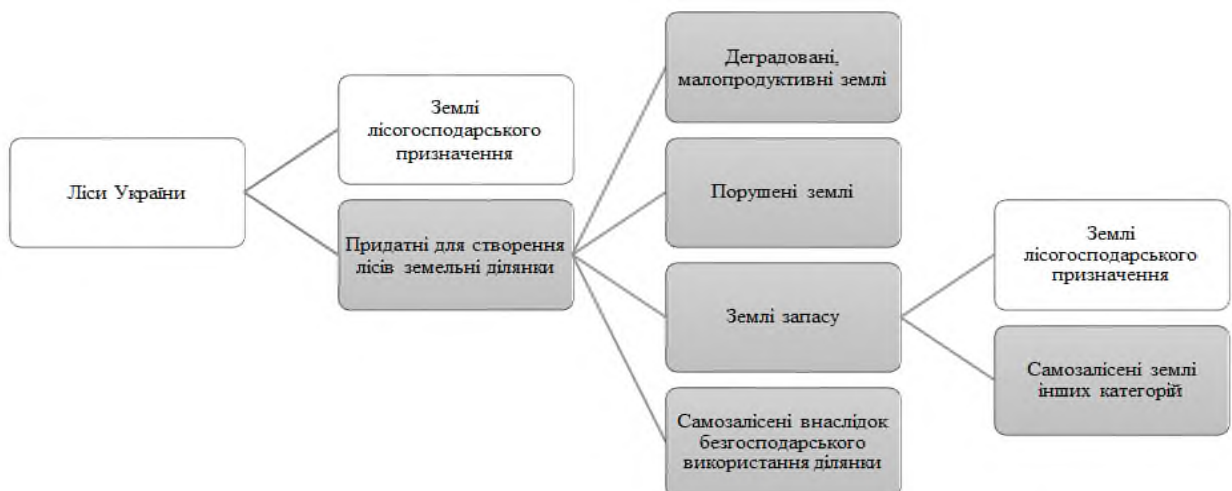 Ліси України
Землі
лісогосподарського
призначення
Придатні для створення
лісів земельні ділянки
Деградовані,
малопродуктивні землі
Порушені землі
Землі запасу
Самозалісені внаслідок
безгосподарського
використання ділянки
Землі
лісогосподарського
призначення
Самозалісені землі
інших категорій